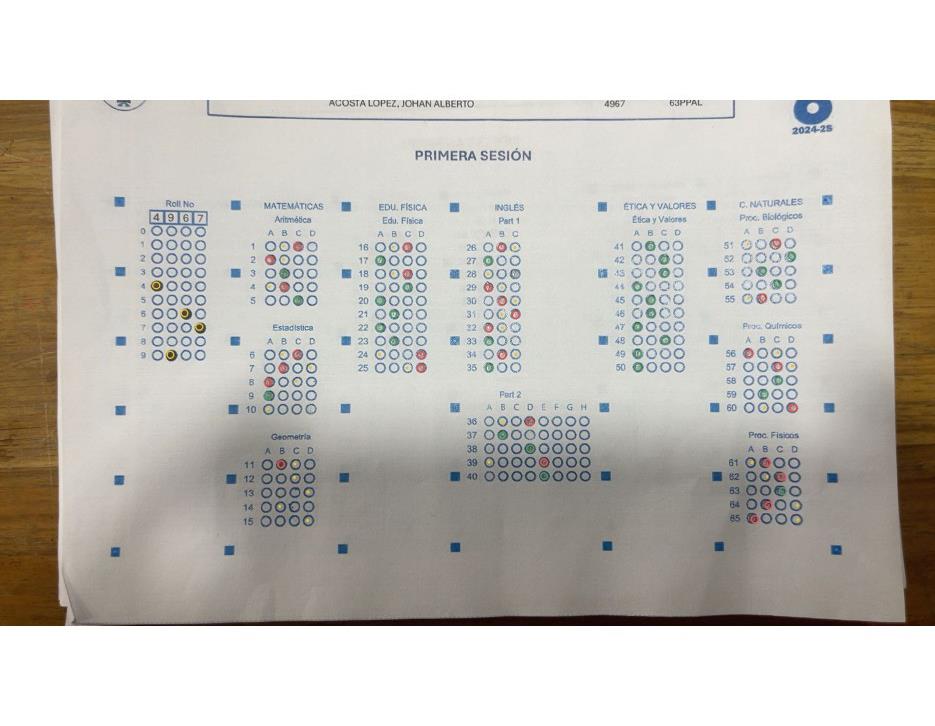 ACOSTA LOPEZ, JOHAN ALBERTO 4967 63PPAL
2024-25
PRIMERA SESIÓN
Roll No
4 9 6 7
0
1
2
3
4
5
6
7
8
9
MATEMÁTICAS
Aritmética
A B C D
1
2
3
4
5
Estadística
A B C D
6
7
8
9
10
Geometría
A B C D
11
12
13
14
15
EDU. FÍSICA
Edu. Física
A B C D
16
17
18
19
20
21
22
23
24
25
INGLÉS
Part 1
A B C
26
27
28
29
30
31
32
33
34
35
Part 2
A B C D E F G H
36
37
38
39
40
ÉTICA Y VALORES
Ética y Valores
A B C D
41
42
43
44
45
46
47
48
49
50
C. NATURALES
Proc. Biológicos
A B C D
51
52
53
54
55
Proc. Químicos
A B C D
56
57
58
59
60
Proc. Físicos
A B C D
61
62
63
64
65